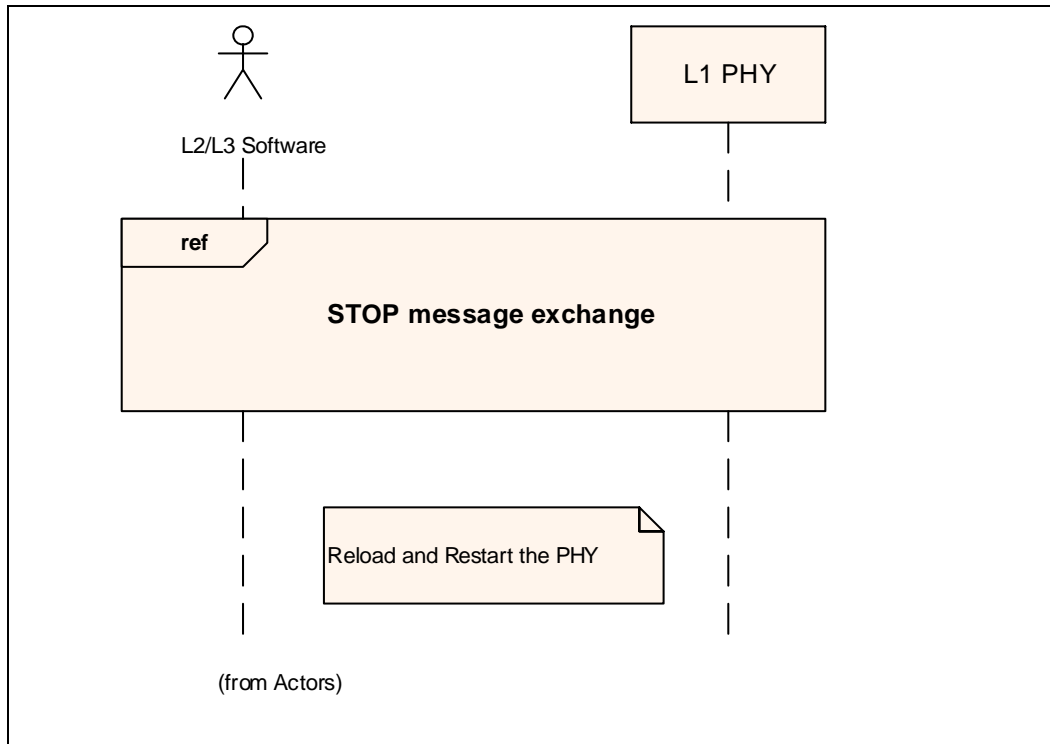 L1 PHY
L2/L3 Software
ref
STOP message exchange
Reload and Restart the PHY
(from Actors)